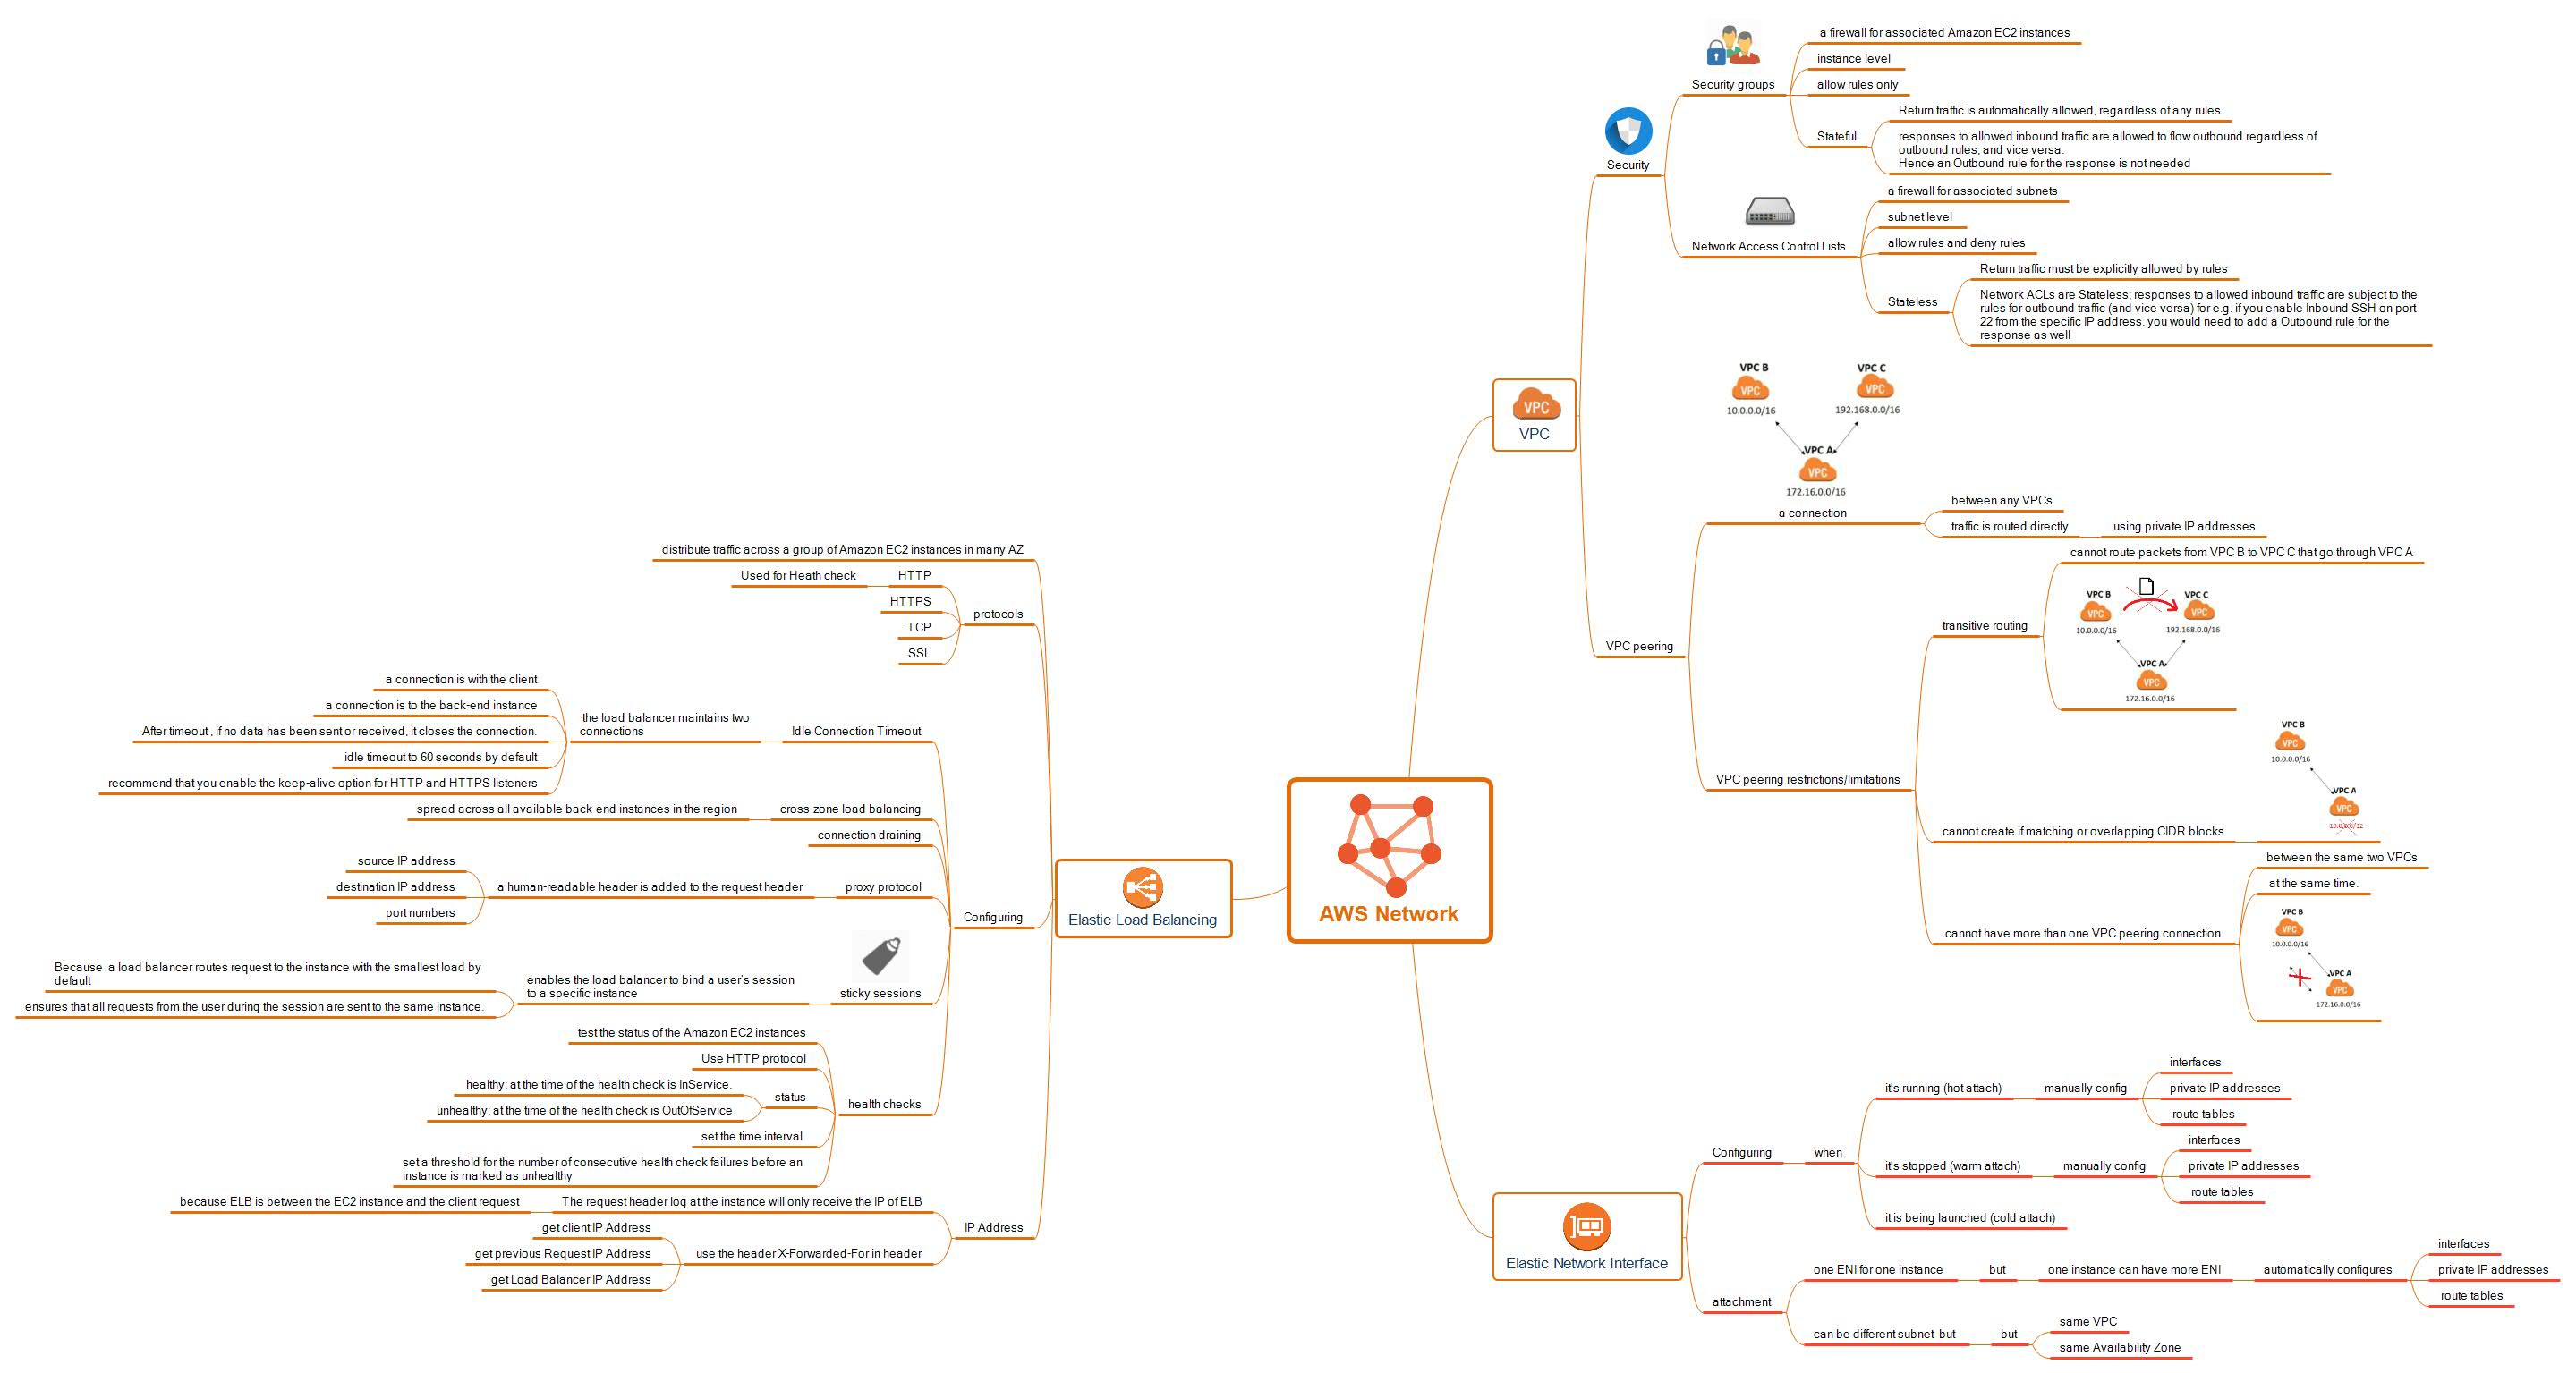 AWS Network
VPC
VPC
Security
Security groups
a firewall for associated Amazon EC2 instances
instance level
allow rules only
Stateful
Return traffic is automatically allowed, regardless of any rules
responses to allowed inbound traffic are allowed to flow outbound regardless of
outbound rules, and vice versa.
Hence an Outbound rule for the response is not needed
Network Access Control Lists
a firewall for associated subnets
subnet level
allow rules and deny rules
Stateless
Return traffic must be explicitly allowed by rules
Network ACLs are Stateless; responses to allowed inbound traffic are subject to the
rules for outbound traffic (and vice versa) for e.g. if you enable Inbound SSH on port
22 from the specific IP address, you would need to add a Outbound rule for the
response as well
VPC peering
VPC B
VPC
10.0.0.0/16
VPC C
VPC
192.168.0.0/16
VPC A
VPC
172.16.0.0/16
a connection
between any VPCs
traffic is routed directly
using private IP addresses
VPC peering restrictions/limitations
transitive routing
cannot route packets from VPC B to VPC C that go through VPC A
VPC B
VPC
10.0.0.0/16
VPC C
VPC
192.168.0.0/16
VPC A
VPC
172.16.0.0/16
cannot create if matching or overlapping CIDR blocks
VPC B
VPC
10.0.0.0/16
VPC A
VPC
cannot have more than one VPC peering connection
between the same two VPCs
at the same time.
VPC B
VPC
10.0.0.0/16
VPC A
VPC
172.16.0.0/16
Elastic Network Interface
Configuring
when
it's running (hot attach)
manually config
interfaces
private IP addresses
route tables
it's stopped (warm attach)
manually config
interfaces
private IP addresses
route tables
it is being launched (cold attach)
attachment
one ENI for one instance
but
one instance can have more ENI
automatically configures
interfaces
private IP addresses
route tables
can be different subnet but
but
same VPC
same Availability Zone
Elastic Load Balancing
distribute traffic across a group of Amazon EC2 instances in many AZ
protocols
HTTP
Used for Heath check
HTTPS
TCP
SSL
Configuring
Idle Connection Timeout
the load balancer maintains two
connections
a connection is with the client
a connection is to the back-end instance
After timeout , if no data has been sent or received, it closes the connection.
idle timeout to 60 seconds by default
recommend that you enable the keep-alive option for HTTP and HTTPS listeners
cross-zone load balancing
spread across all available back-end instances in the region
connection draining
proxy protocol
a human-readable header is added to the request header
source IP address
destination IP address
port numbers
sticky sessions
enables the load balancer to bind a user's session
to a specific instance
Because a load balancer routes request to the instance with the smallest load by
default
ensures that all requests from the user during the session are sent to the same instance.
health checks
test the status of the Amazon EC2 instances
Use HTTP protocol
status
healthy: at the time of the health check is InService.
unhealthy: at the time of the health check is OutOfService
set the time interval
set a threshold for the number of consecutive health check failures before an
instance is marked as unhealthy
IP Address
The request header log at the instance will only receive the IP of ELB
because ELB is between the EC2 instance and the client request
use the header X-Forwarded-For in header
get client IP Address
get previous Request IP Address
get Load Balancer IP Address